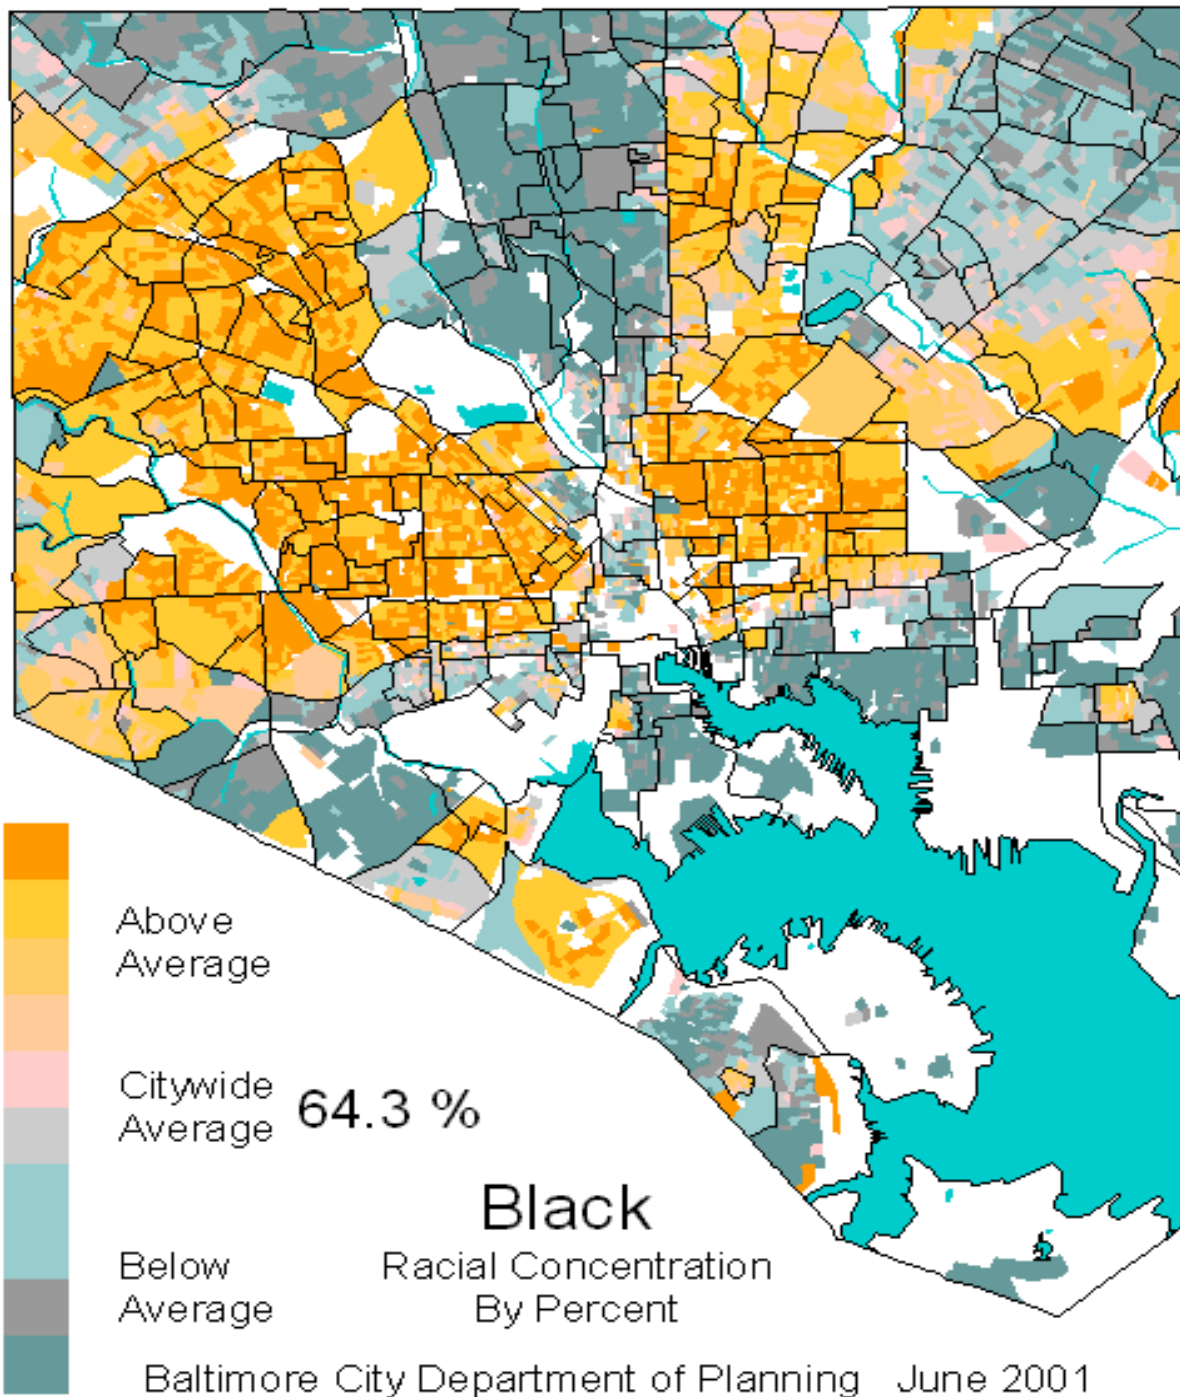 Above
Average
Citywide
Average
64.3 %
Below
Average
Black
Racial Concentration
By Percent
Baltimore City Department of Planning June 2001